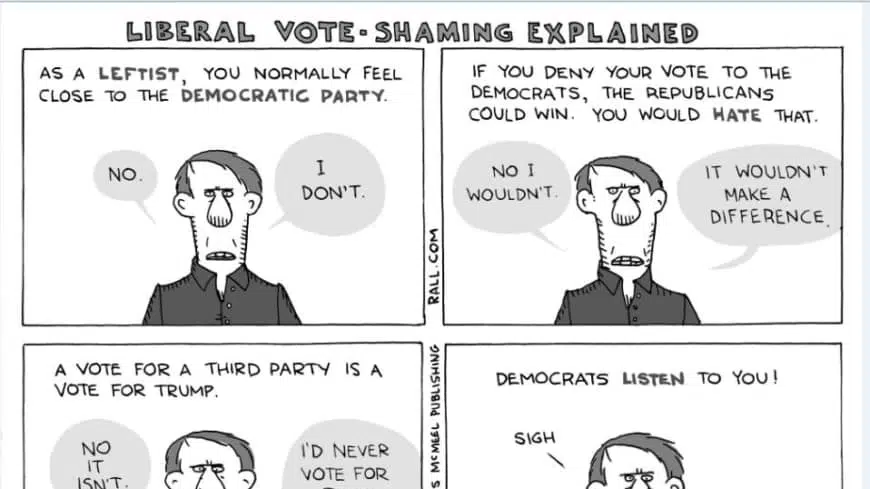 LIBERAL VOTE-SHAMING EXPLAINED
AS A LEFTIST, YOU NORMALLY FEEL
CLOSE TO THE DEMOCRATIC PARTY.
NO.
I
DON'T.
RALL.COM
IF YOU DENY YOUR VOTE TO THE
DEMOCRATS, THE REPUBLICANS
COULD WIN. YOU WOULD HATE THAT.
NO I
WOULDN'T.
IT WOULDN'T
MAKE A
DIFFERENCE.
A VOTE FOR A THIRD PARTY IS A
VOTE FOR TRUMP.
NO
IT
ISN'T.
I'D NEVER
VOTE FOR
S MCMEEL PUBLISHING
DEMOCRATS LISTEN TO YOU!
SIGH